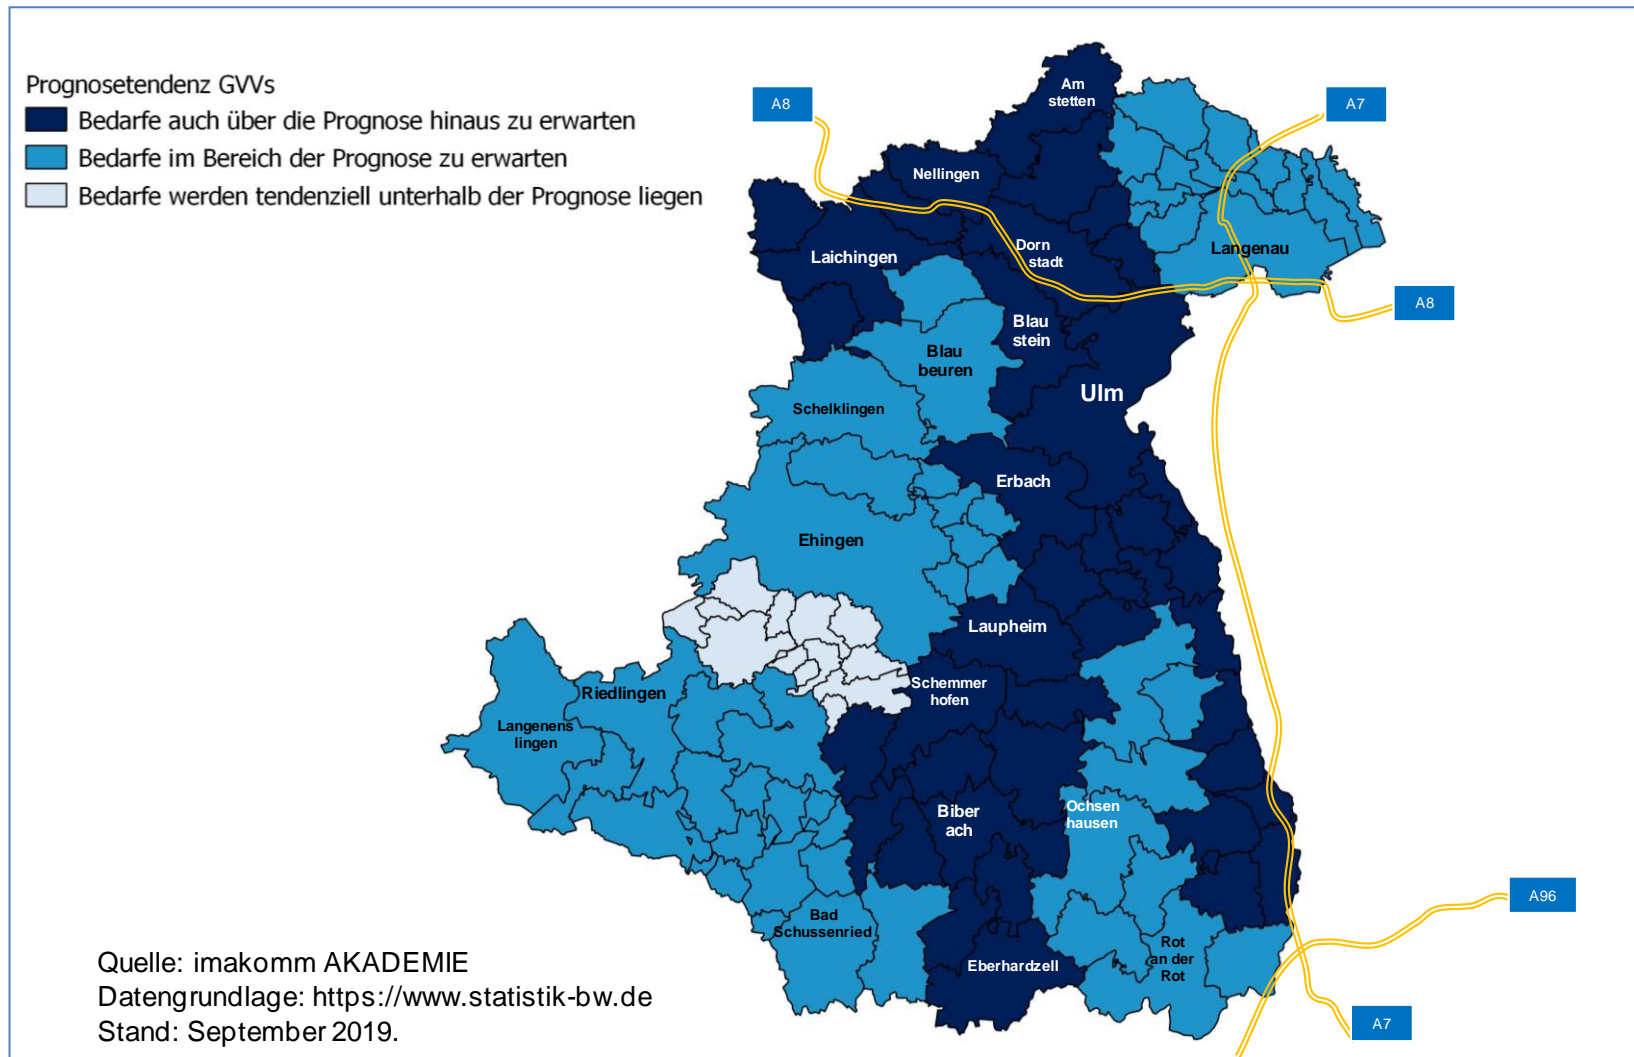 Prognosetendenz GVVs
Bedarfe auch über die Prognose hinaus zu erwarten
Bedarfe im Bereich der Prognose zu erwarten
Bedarfe werden tendenziell unterhalb der Prognose liegen
A8
A7
Am
stetten
Nellingen
Dorn
stadt
Langenau
Laichingen
A8
Blau
stein
Blau
beuren
Ulm
Schelklingen
Erbach
Ehingen
Laupheim
Schemmer
hofen
Riedlingen
Langenens
lingen
Biber
ach
Ochsen
hausen
A96
Bad
Schussenried
Rot
an der
Rot
Eberhardzell
A7
Quelle: imakomm AKADEMIE
Datengrundlage: https://www.statistik-bw.de
Stand: September 2019.